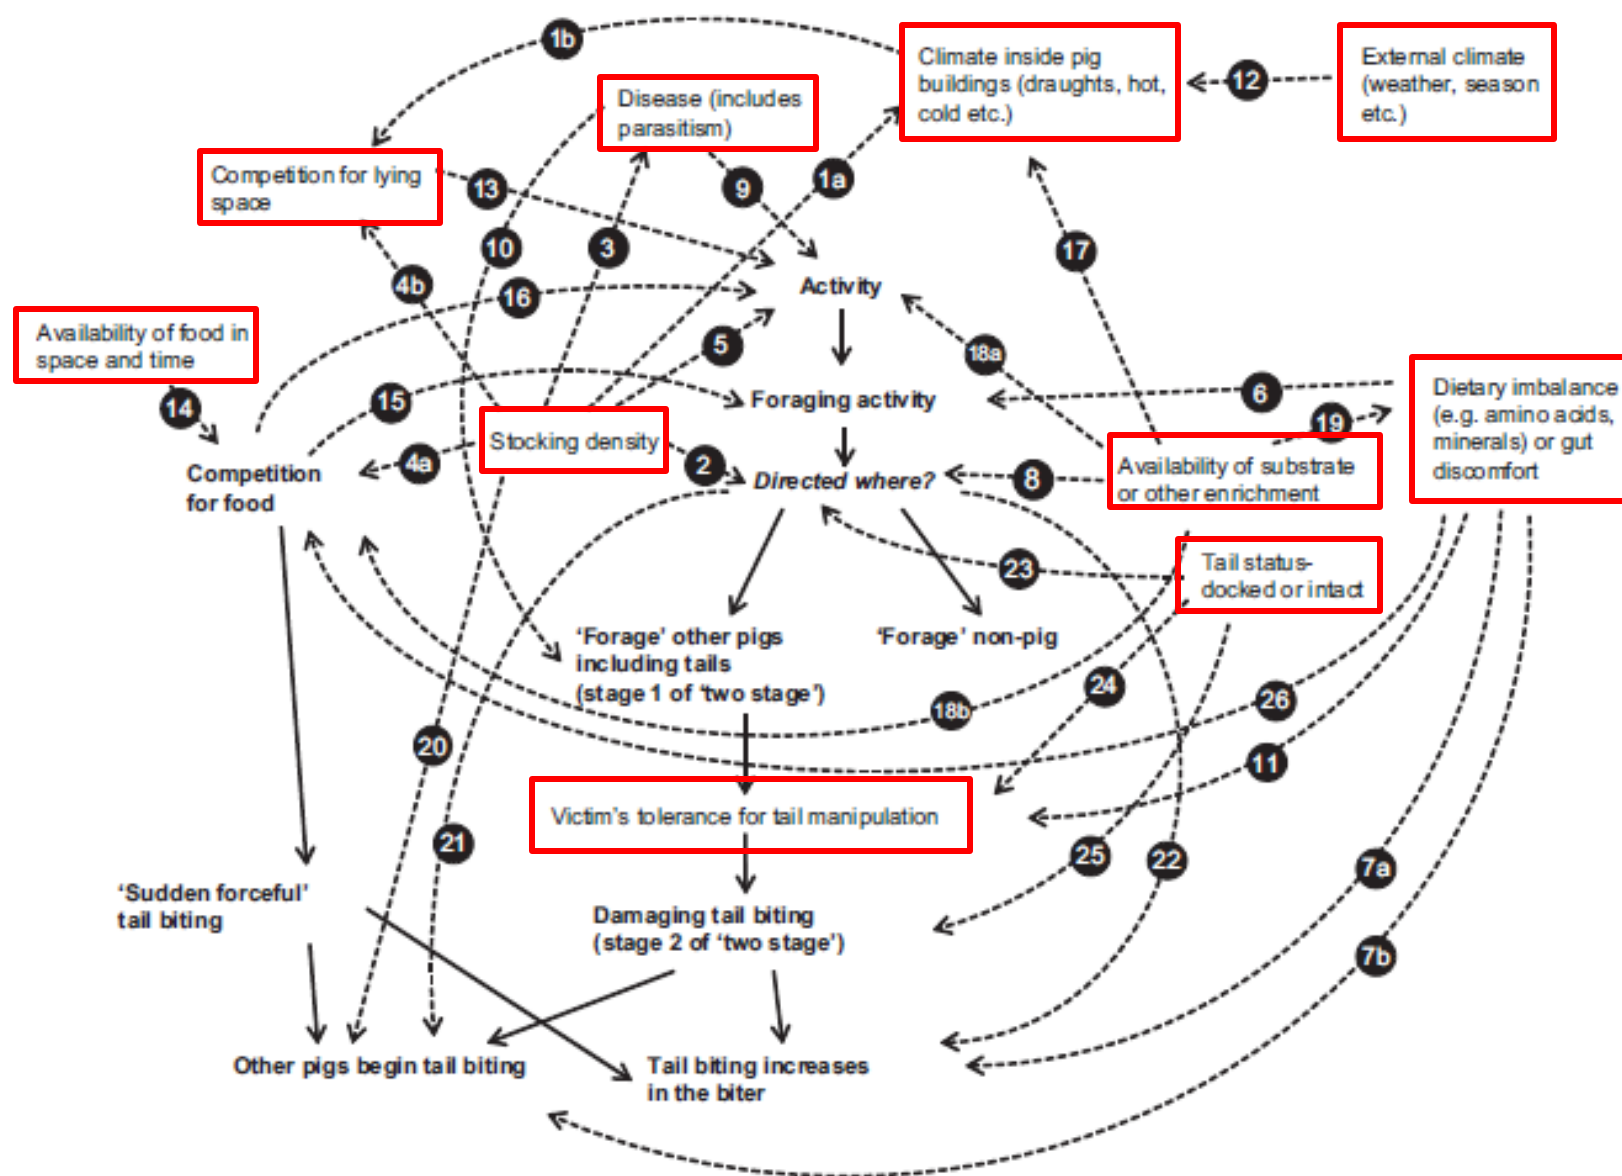 1b
Climate inside pig
buildings (draughts, hot,
cold etc.)
12
External climate
(weather, season
etc.)
Disease (includes
parasitism)
Competition for lying
space
13
9
1a
10
3
17
4b
16
Activity
Availability of food in
space and time
5
18a
14
15
Foraging activity
6
Dietary imbalance
(e.g. amino acids,
minerals) or gut
discomfort
19
Stocking density
4a
2
Competition
for food
Directed where?
8
Availability of substrate
or other enrichment
23
Tail status-
docked or intact
‘Forage’ other pigs
including tails
(stage 1 of ‘two stage’)
‘Forage’ non-pig
24
18b
26
20
11
Victim's tolerance for tail manipulation
21
25
22
7a
‘Sudden forceful’
tail biting
Damaging tail biting
(stage 2 of ‘two stage’)
7b
Other pigs begin tail biting
Tail biting increases
in the biter